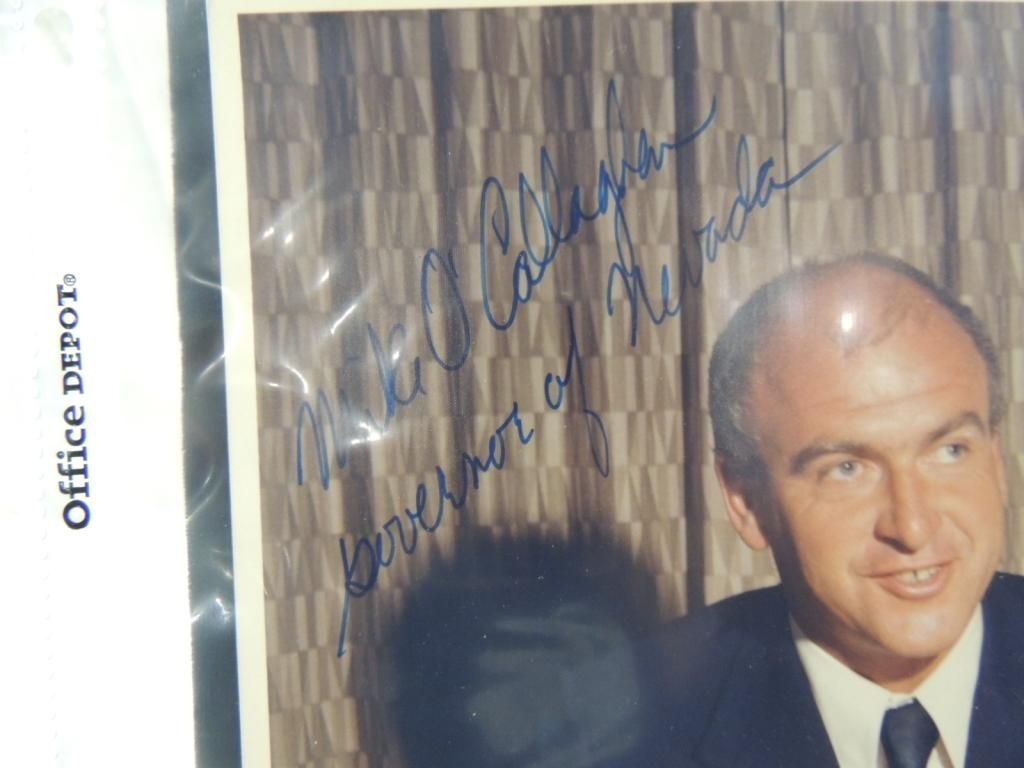 Office DEPOT®
Mike O'Callaghan
Governor of Nevada